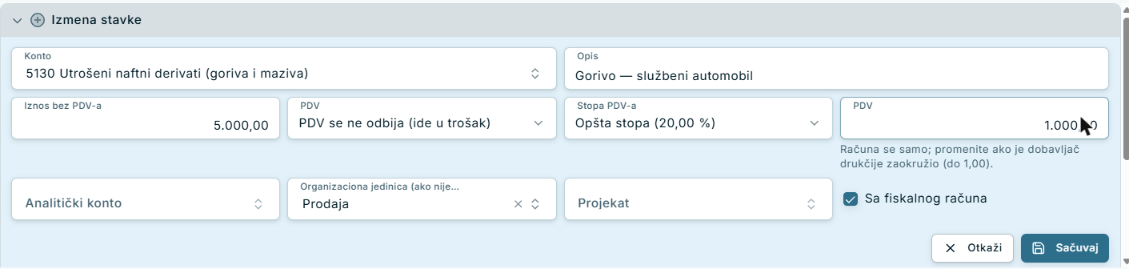 Izmena stavke
Konto
5130 Utrošeni naftni derivati (goriva i maziva)
Opis
Gorivo — službeni automobil
Iznos bez PDV-a
5.000,00
PDV
PDV se ne odbija (ide u trošak)
Stopa PDV-a
Opšta stopa (20,00 %)
PDV
Računa se samo; promenite ako je dobavljač
drukčije zaokružio (do 1,00).
Analitički konto
Organizaciona jedinica (ako nije...
Prodaja
Projekat
Sa fiskalnog računa
Otkaži
Sačuvaj